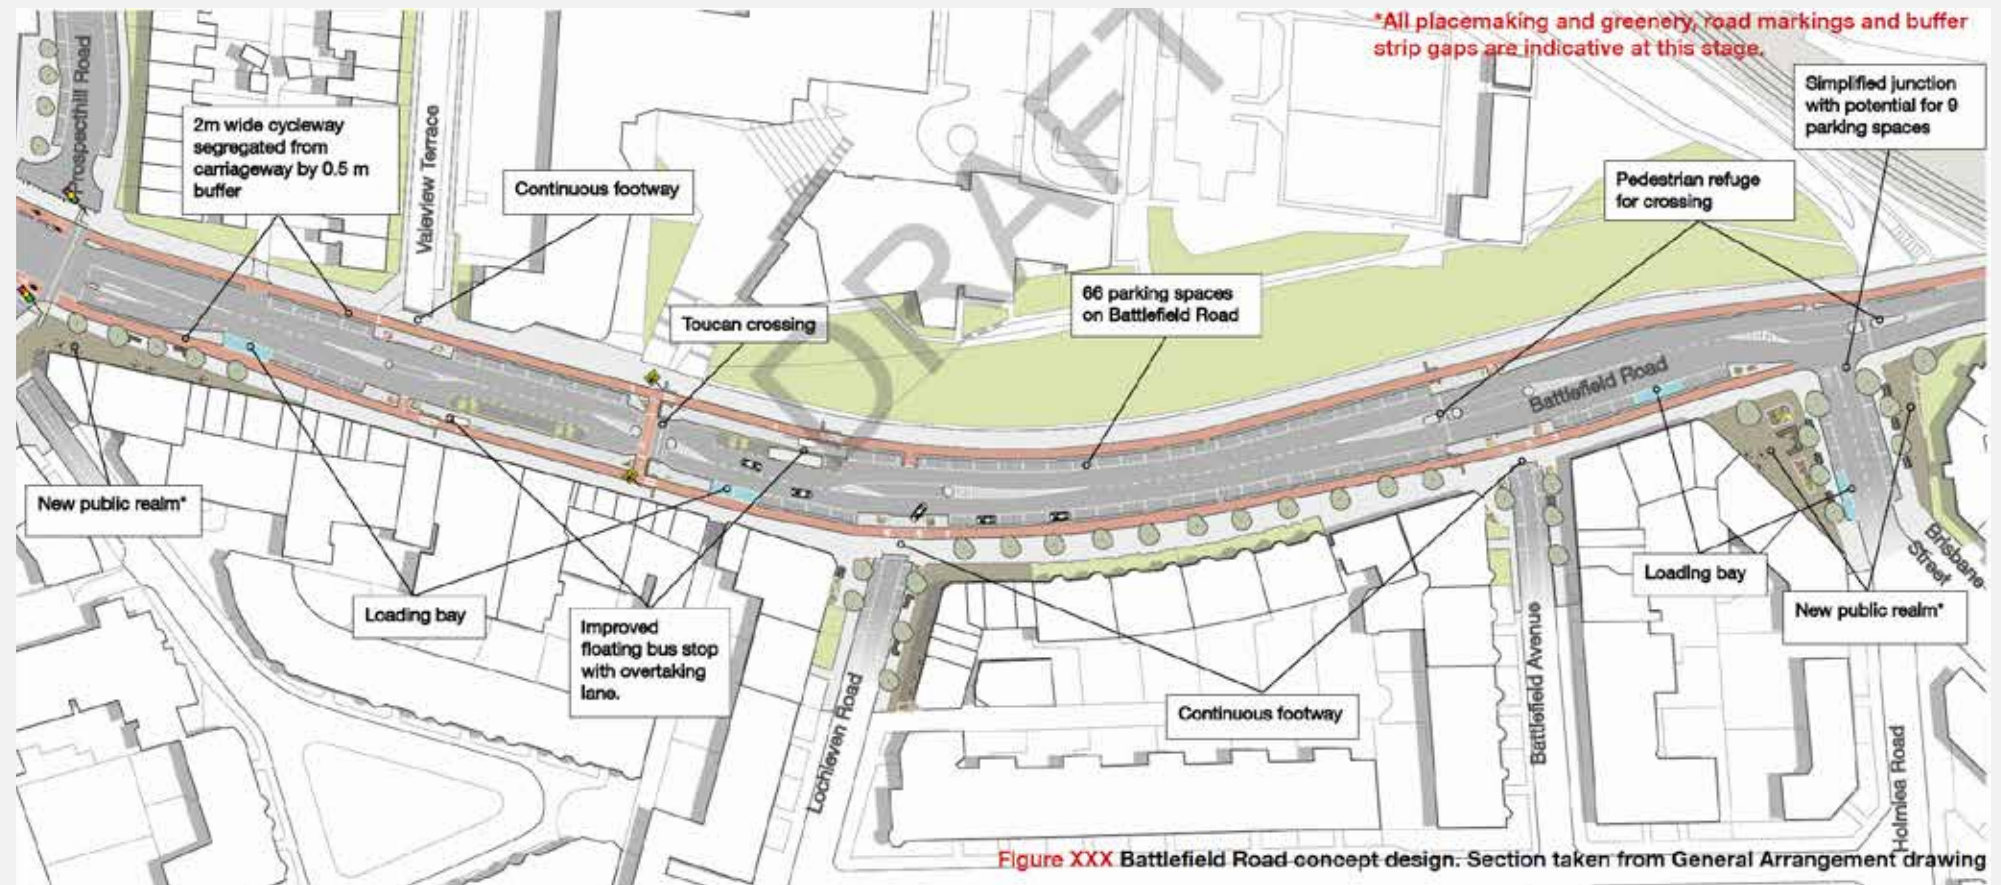 *All placemaking and greenery, road markings and buffer
strip gaps are indicative at this stage.
Prospecthill Road
2m wide cycleway
segregated from
carriageway by 0.5 m
buffer
Valeview Terrace
Continuous footway
Toucan crossing
DRAFT
66 parking spaces
on Battlefield Road
Pedestrian refuge
for crossing
Simplified junction
with potential for 9
parking spaces
Battlefield Road
New public realm*
Loading bay
Improved
floating bus stop
with overtaking
lane.
Lochleven Road
Continuous footway
Battlefield Avenue
Loading bay
New public realm*
Brisbane
Street
Holmlea Road
Figure XXX Battlefield Road concept design. Section taken from General Arrangement drawing